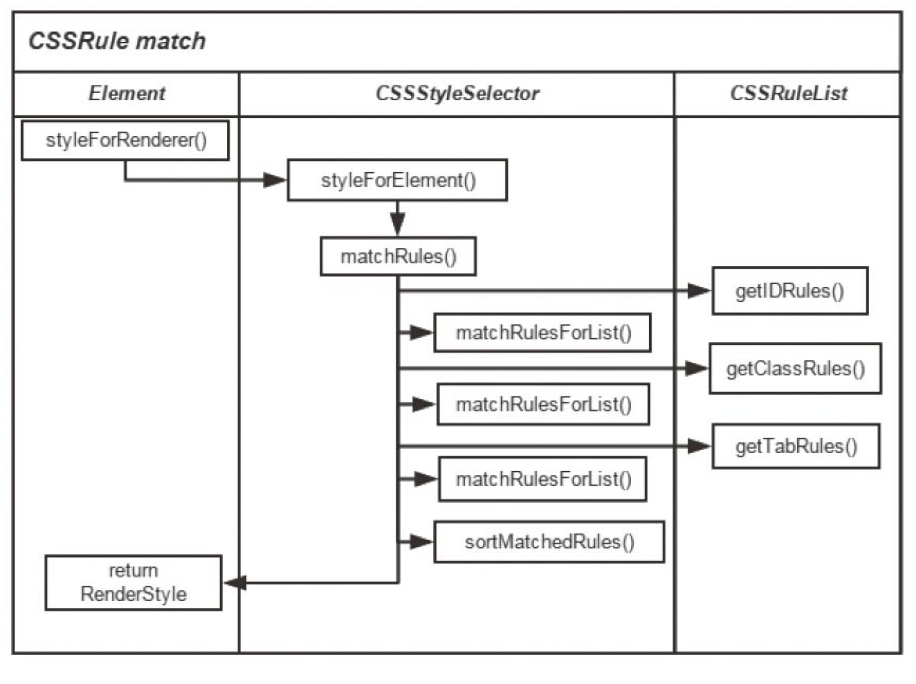 CSSRule match
Element
CSSStyleSelector
CSSRuleList
styleForRenderer()
styleForElement()
matchRules()
getIDRules()
matchRulesForList()
getClassRules()
matchRulesForList()
getTabRules()
matchRulesForList()
sortMatchedRules()
return
RenderStyle